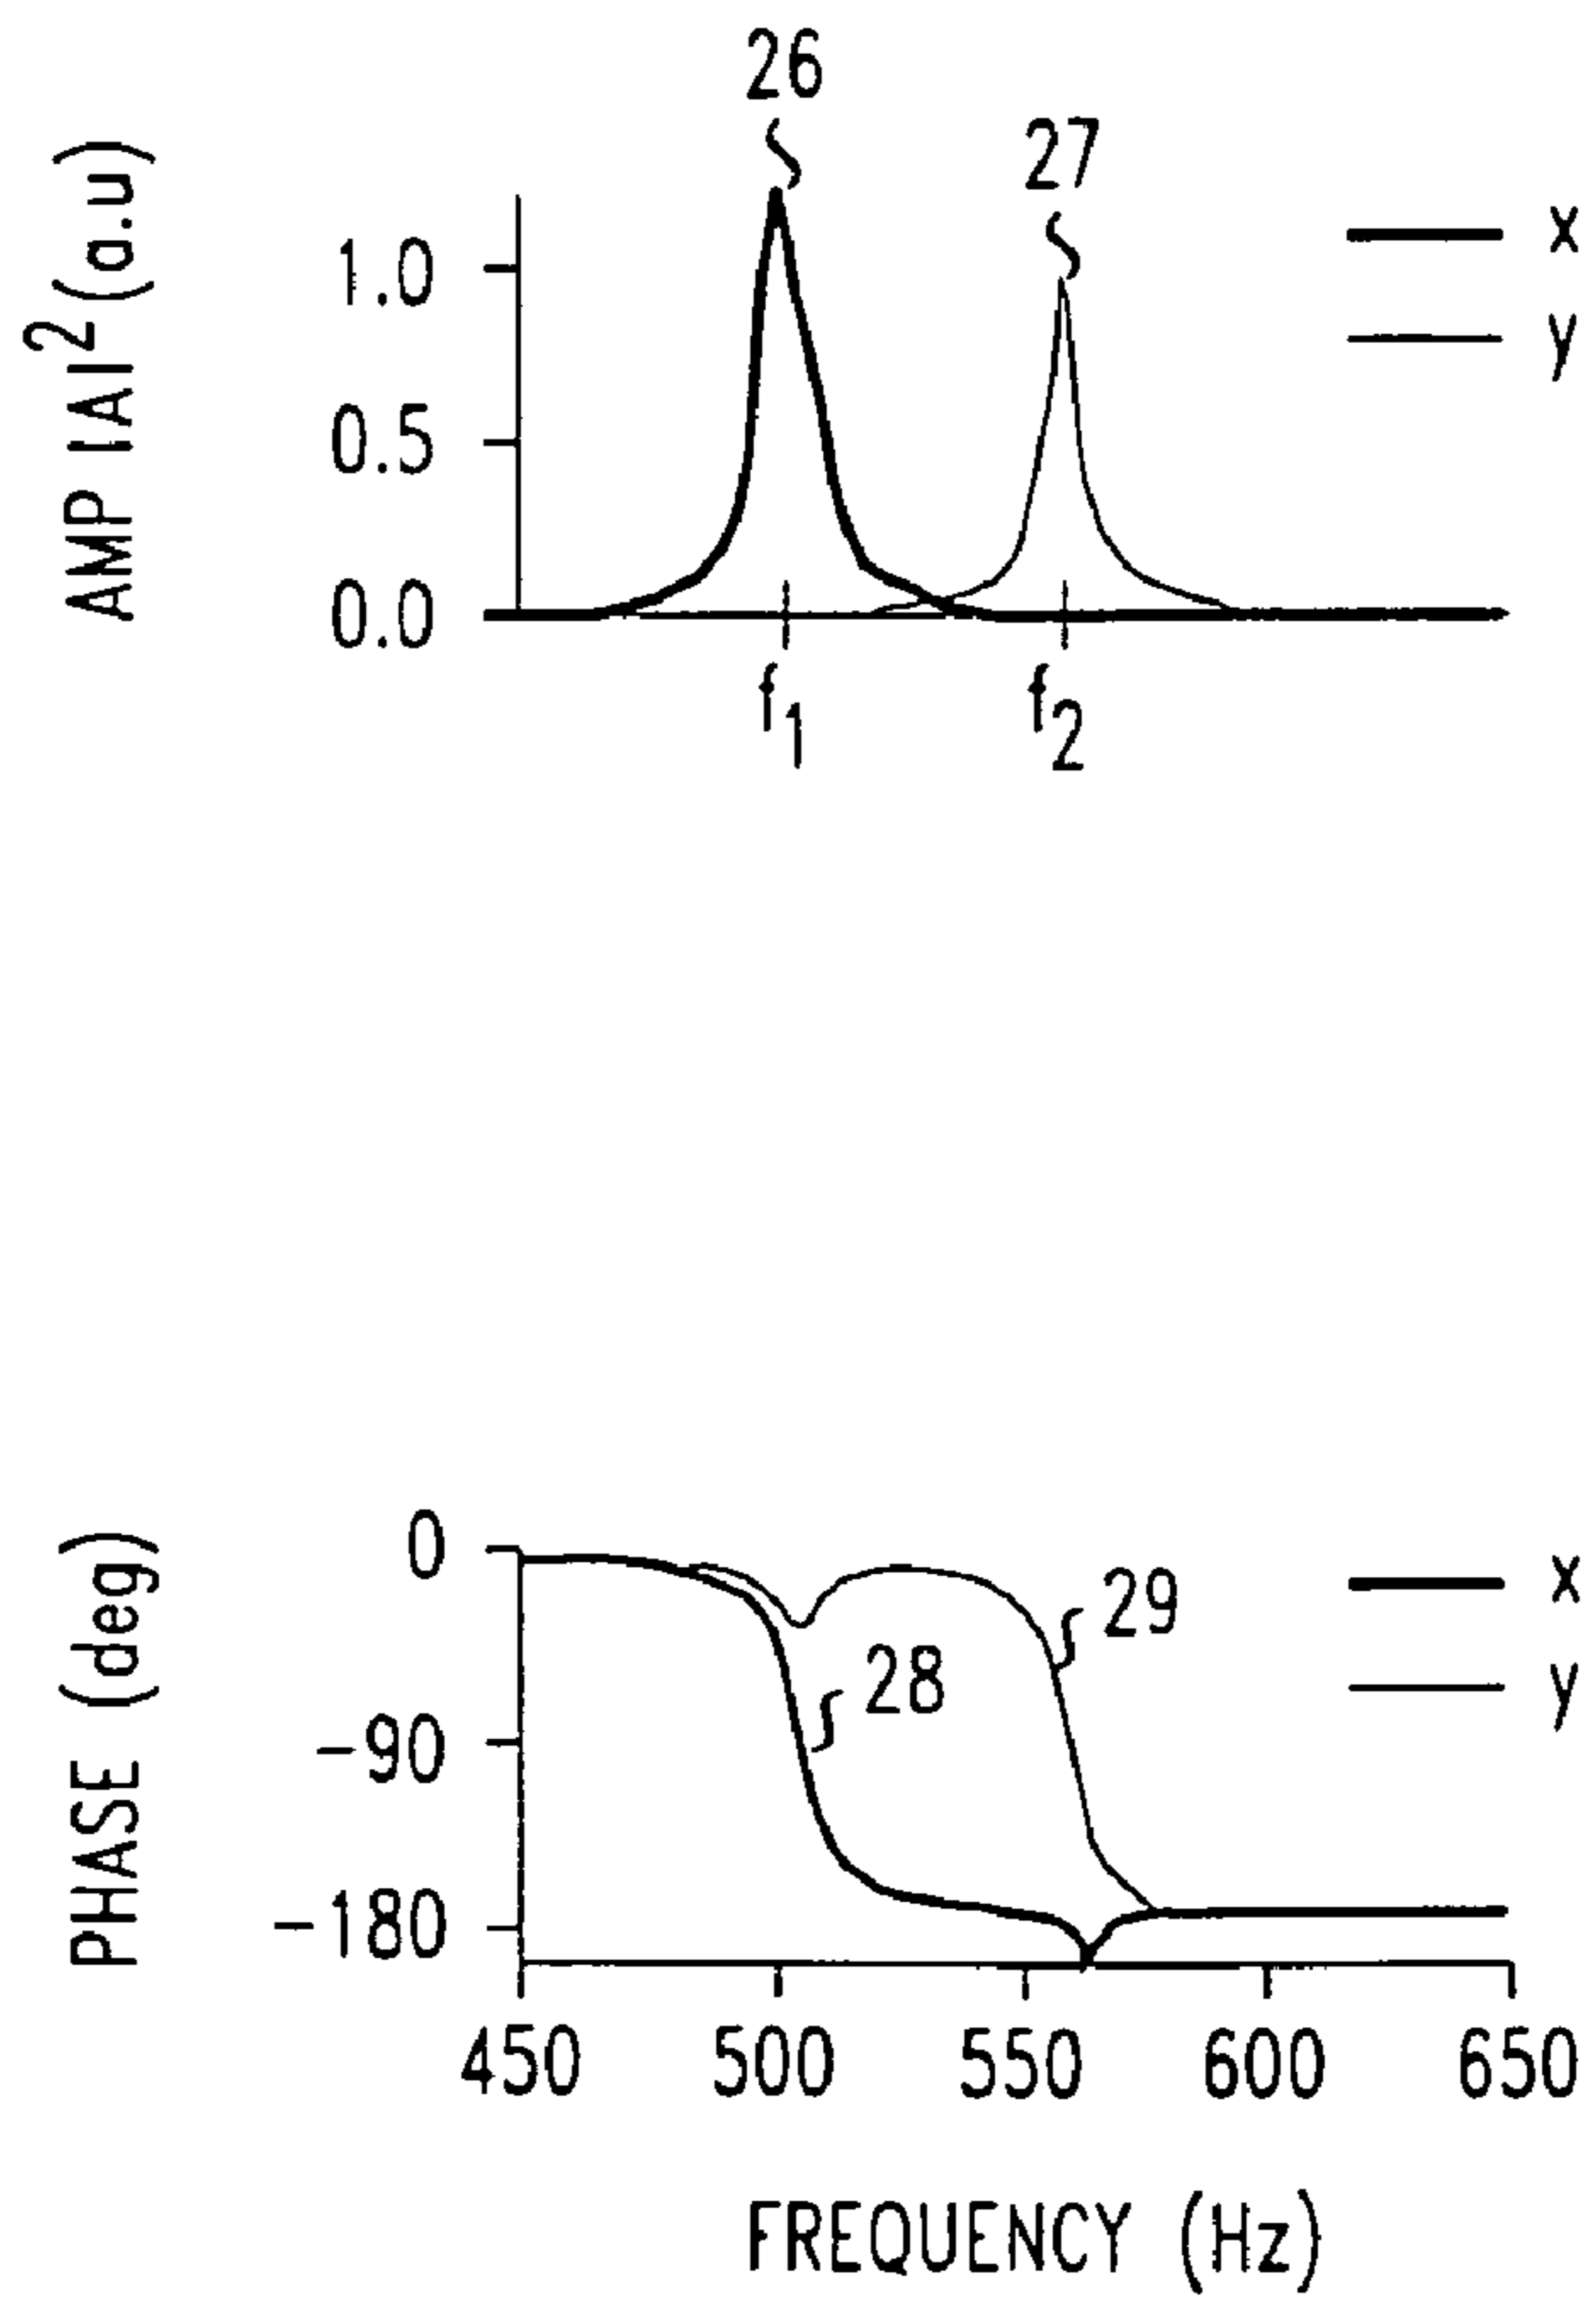 26
27
AMP |A|² (a.u)
x
y
1.0
0.5
0.0
f1
f2
PHASE (deg)
x
y
0
29
28
-90
-180
450 500 550 600 650
FREQUENCY (Hz)